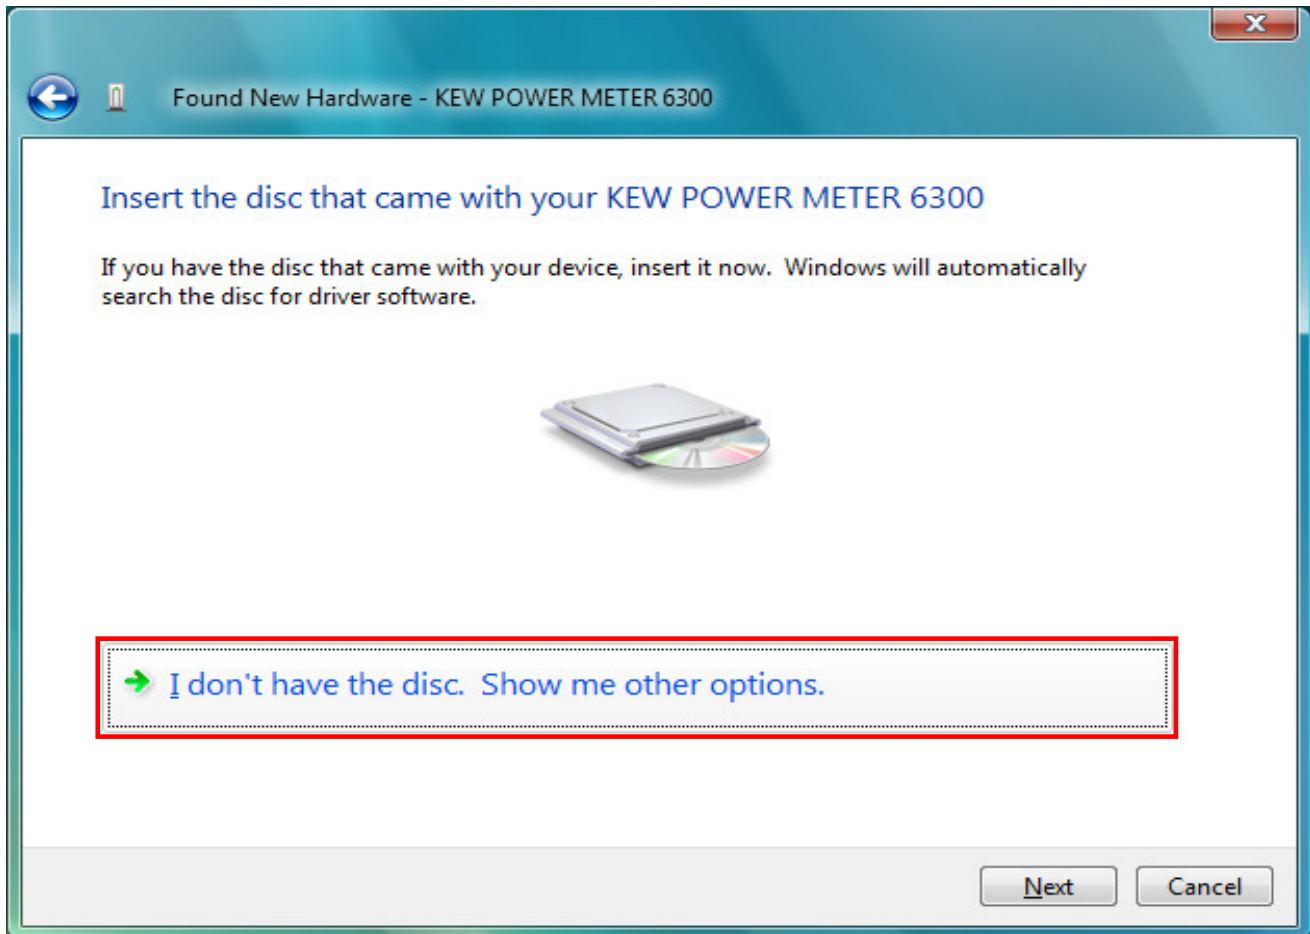 Found New Hardware - KEW POWER METER 6300
Insert the disc that came with your KEW POWER METER 6300
If you have the disc that came with your device, insert it now.  Windows will automatically
search the disc for driver software.
I don't have the disc.  Show me other options.
Next
Cancel